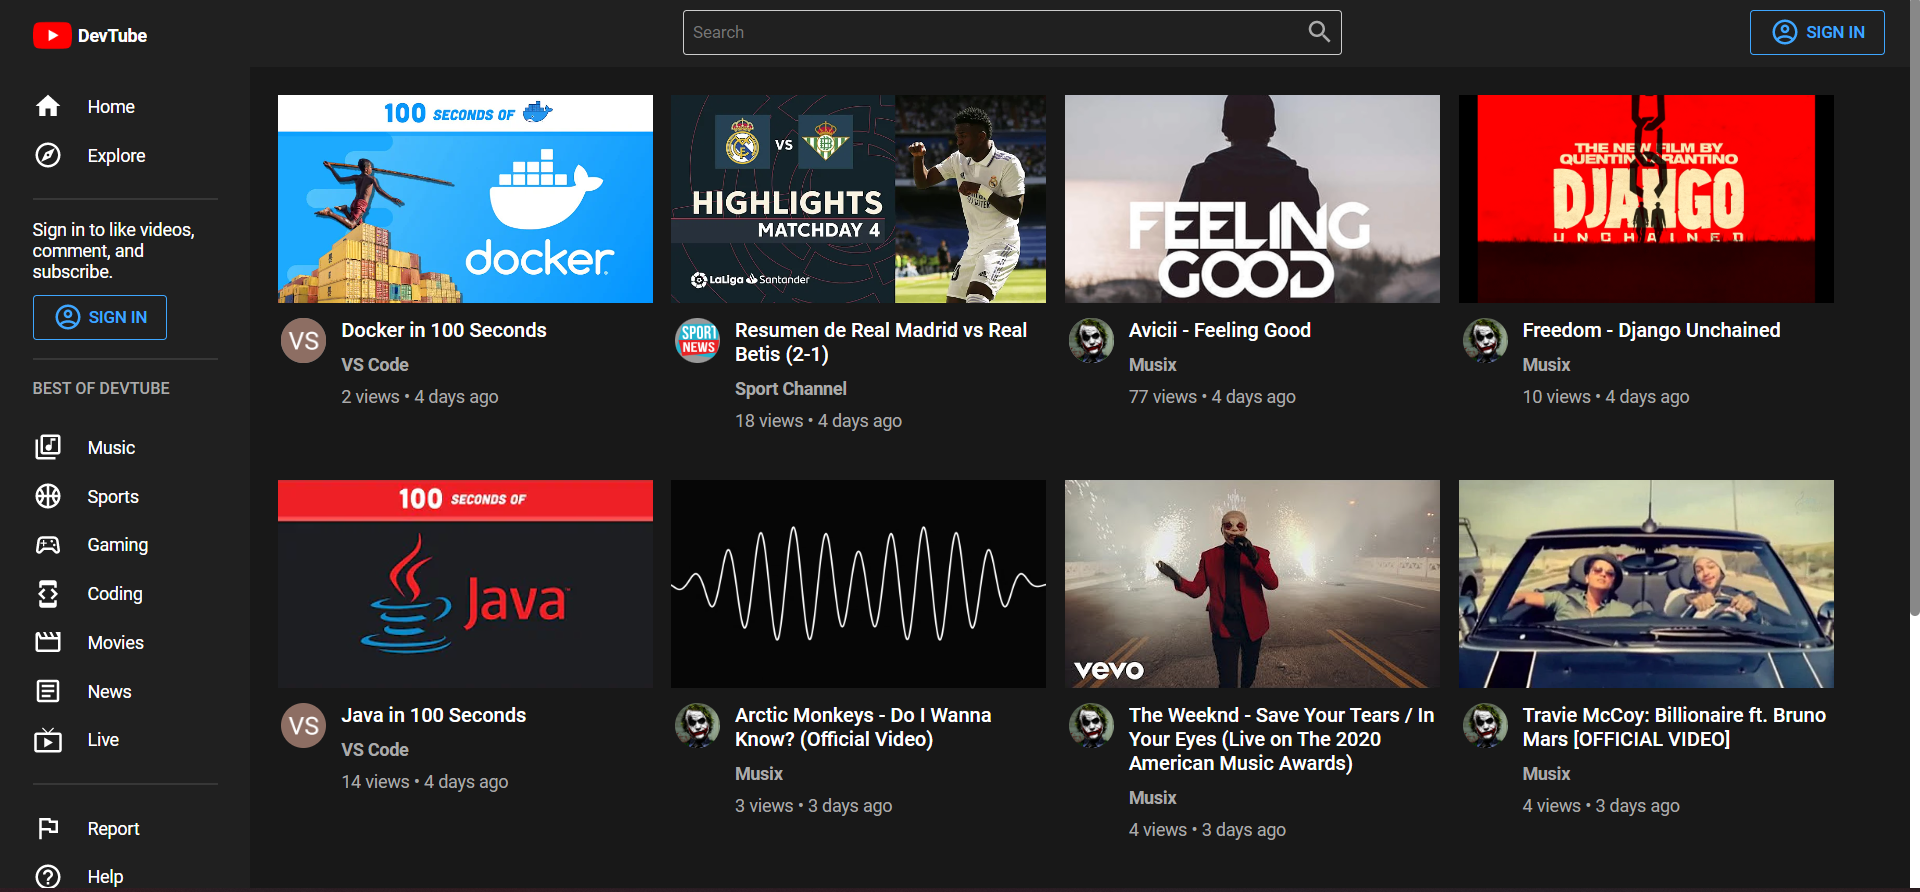 DevTube
Search
SIGN IN
Home
Explore
Sign in to like videos,
comment, and
subscribe.
SIGN IN
BEST OF DEVTUBE
Music
Sports
Gaming
Coding
Movies
News
Live
Report
Help
100 SECONDS OF
docker
VS
Docker in 100 Seconds
VS Code
2 views • 4 days ago
VS
HIGHLIGHTS
MATCHDAY 4
LaLiga Santander
SPORT
NEWS
Resumen de Real Madrid vs Real
Betis (2-1)
Sport Channel
18 views • 4 days ago
FEELING
GOOD
Avicii - Feeling Good
Musix
77 views • 4 days ago
THE NEW FILM BY
QUENTIN TARANTINO
DJANGO
UNCHAINED
Freedom - Django Unchained
Musix
10 views • 4 days ago
100 SECONDS OF
Java
VS
Java in 100 Seconds
VS Code
14 views • 4 days ago
Arctic Monkeys - Do I Wanna
Know? (Official Video)
Musix
3 views • 3 days ago
vevo
The Weeknd - Save Your Tears / In
Your Eyes (Live on The 2020
American Music Awards)
Musix
4 views • 3 days ago
Travie McCoy: Billionaire ft. Bruno
Mars [OFFICIAL VIDEO]
Musix
4 views • 3 days ago